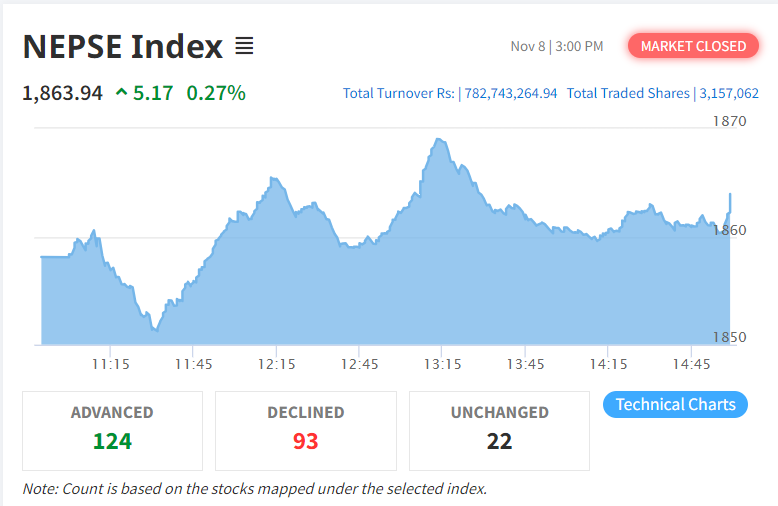 NEPSE Index
Nov 8 | 3:00 PM
MARKET CLOSED
1,863.94 5.17 0.27%
Total Turnover Rs: | 782,743,264.94 Total Traded Shares | 3,157,062
1870
1860
1850
11:15 11:45 12:15 12:45 13:15 13:45 14:15 14:45
ADVANCED
124
DECLINED
93
UNCHANGED
22
Technical Charts
Note: Count is based on the stocks mapped under the selected index.